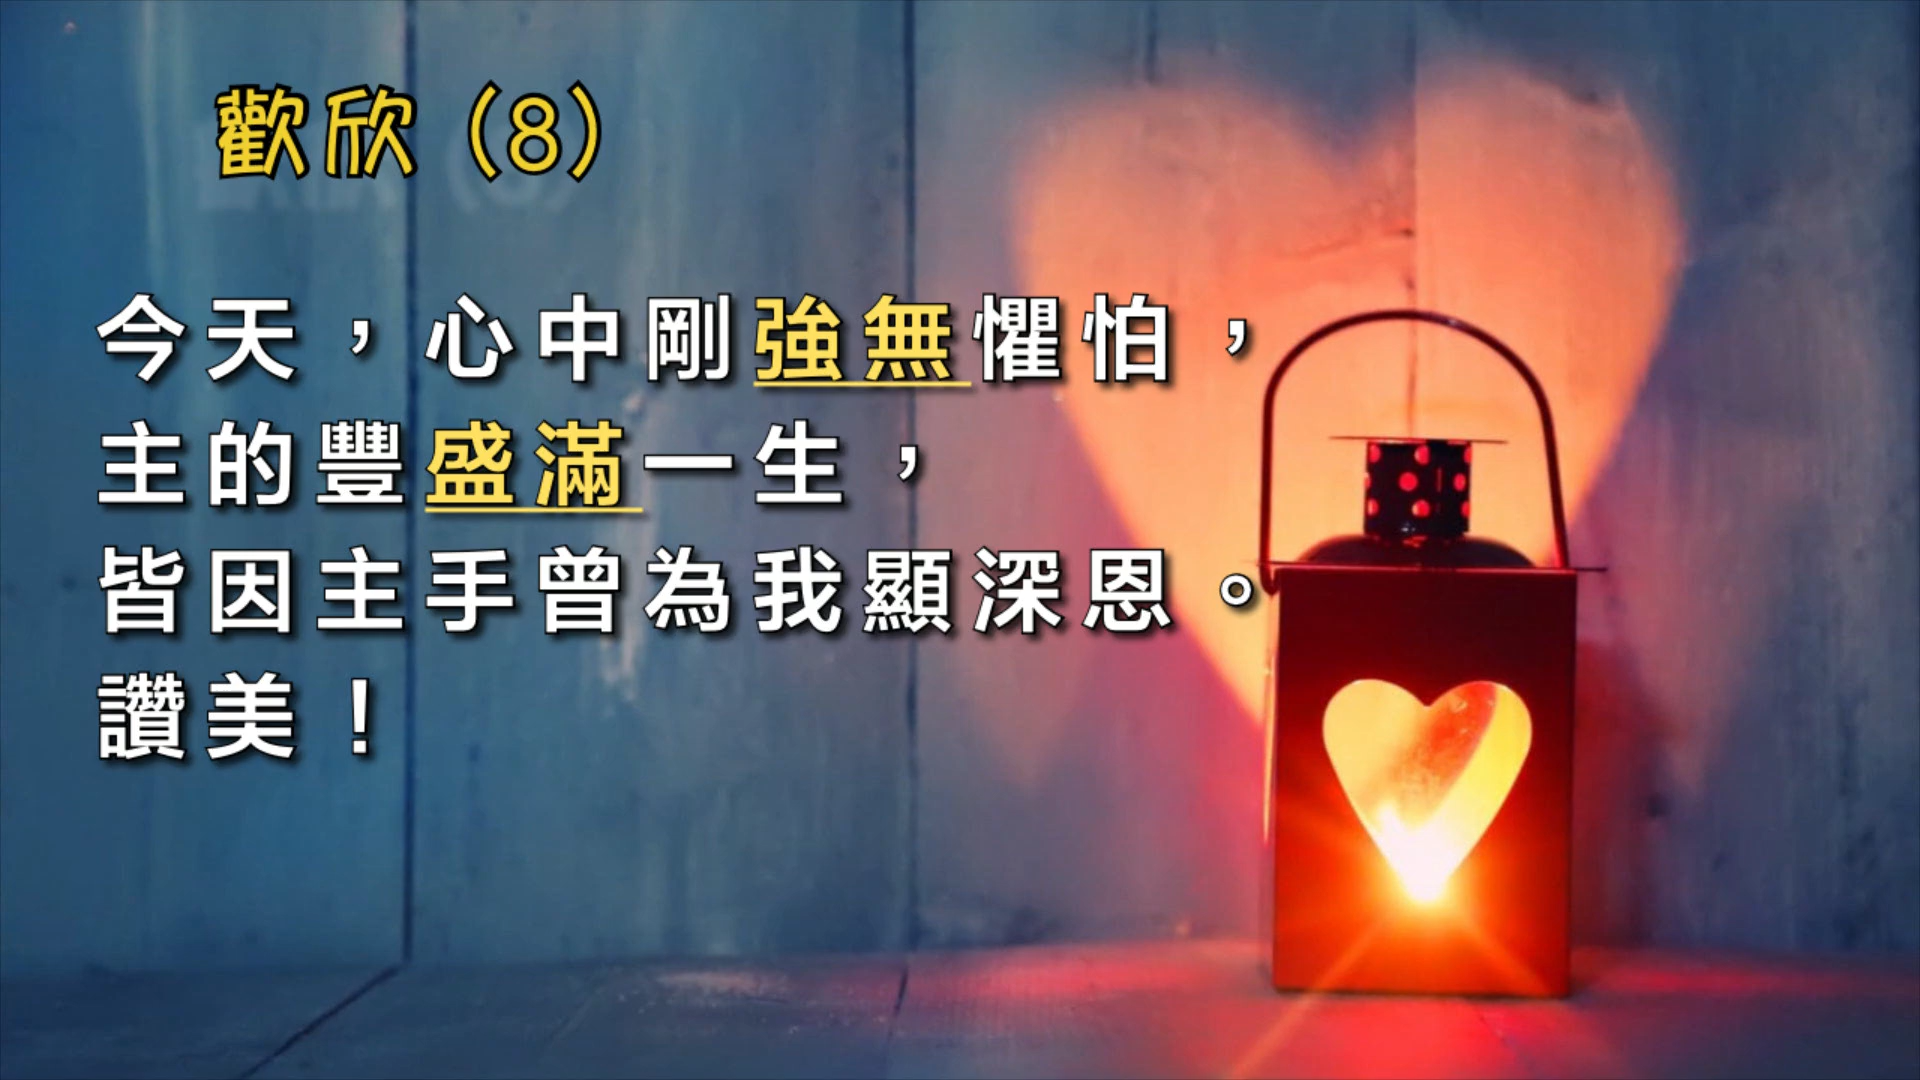 歡欣 (8)
今天，心中剛強無懼怕，
主的豐盛滿一生，
皆因主手曾為我顯深恩。
讚美！